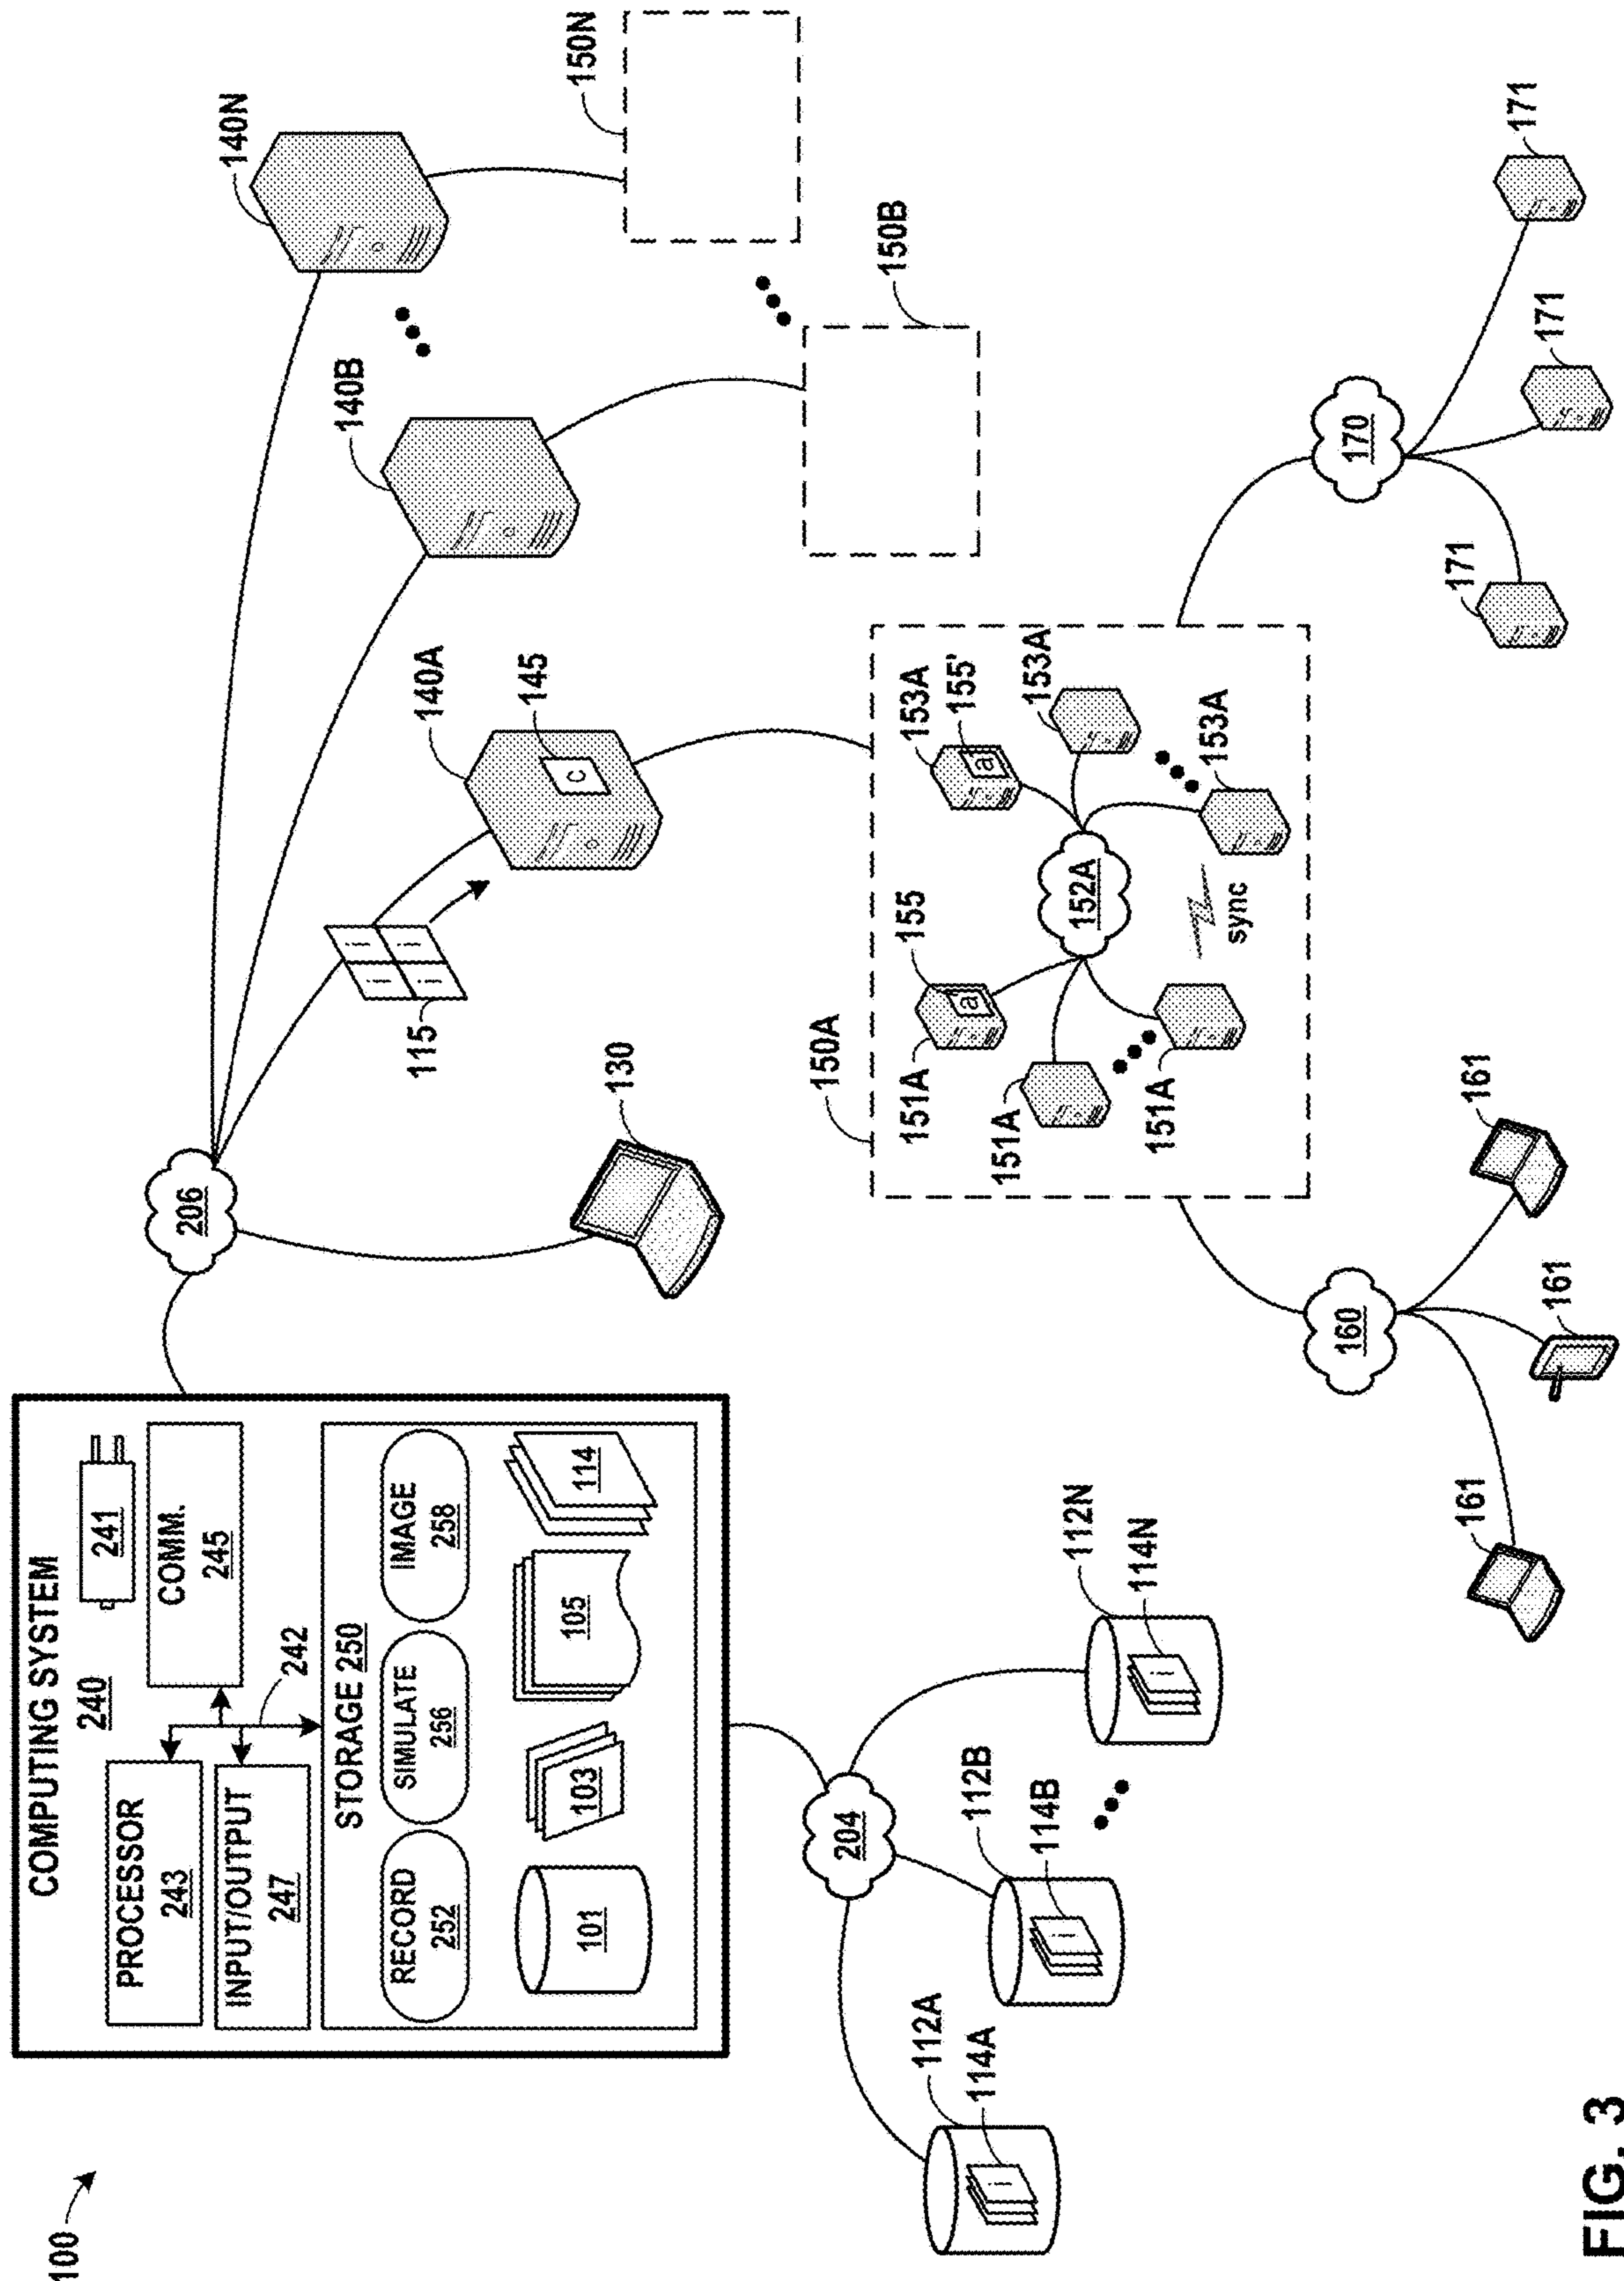 100
COMPUTING SYSTEM
240
241
PROCESSOR
243
COMM.
245
INPUT/OUTPUT
247
242
STORAGE 250
RECORD
252
SIMULATE
256
IMAGE
258
101
103
105
114
206
130
115
i i
i i
140A
c
145
140B
140N
150N
150B
150A
151A
a
155
151A
151A
152A
153A
a
155'
153A
153A
sync
204
112A
114A
i
112B
114B
i
112N
114N
i
160
161
161
161
170
171
171
171
FIG. 3